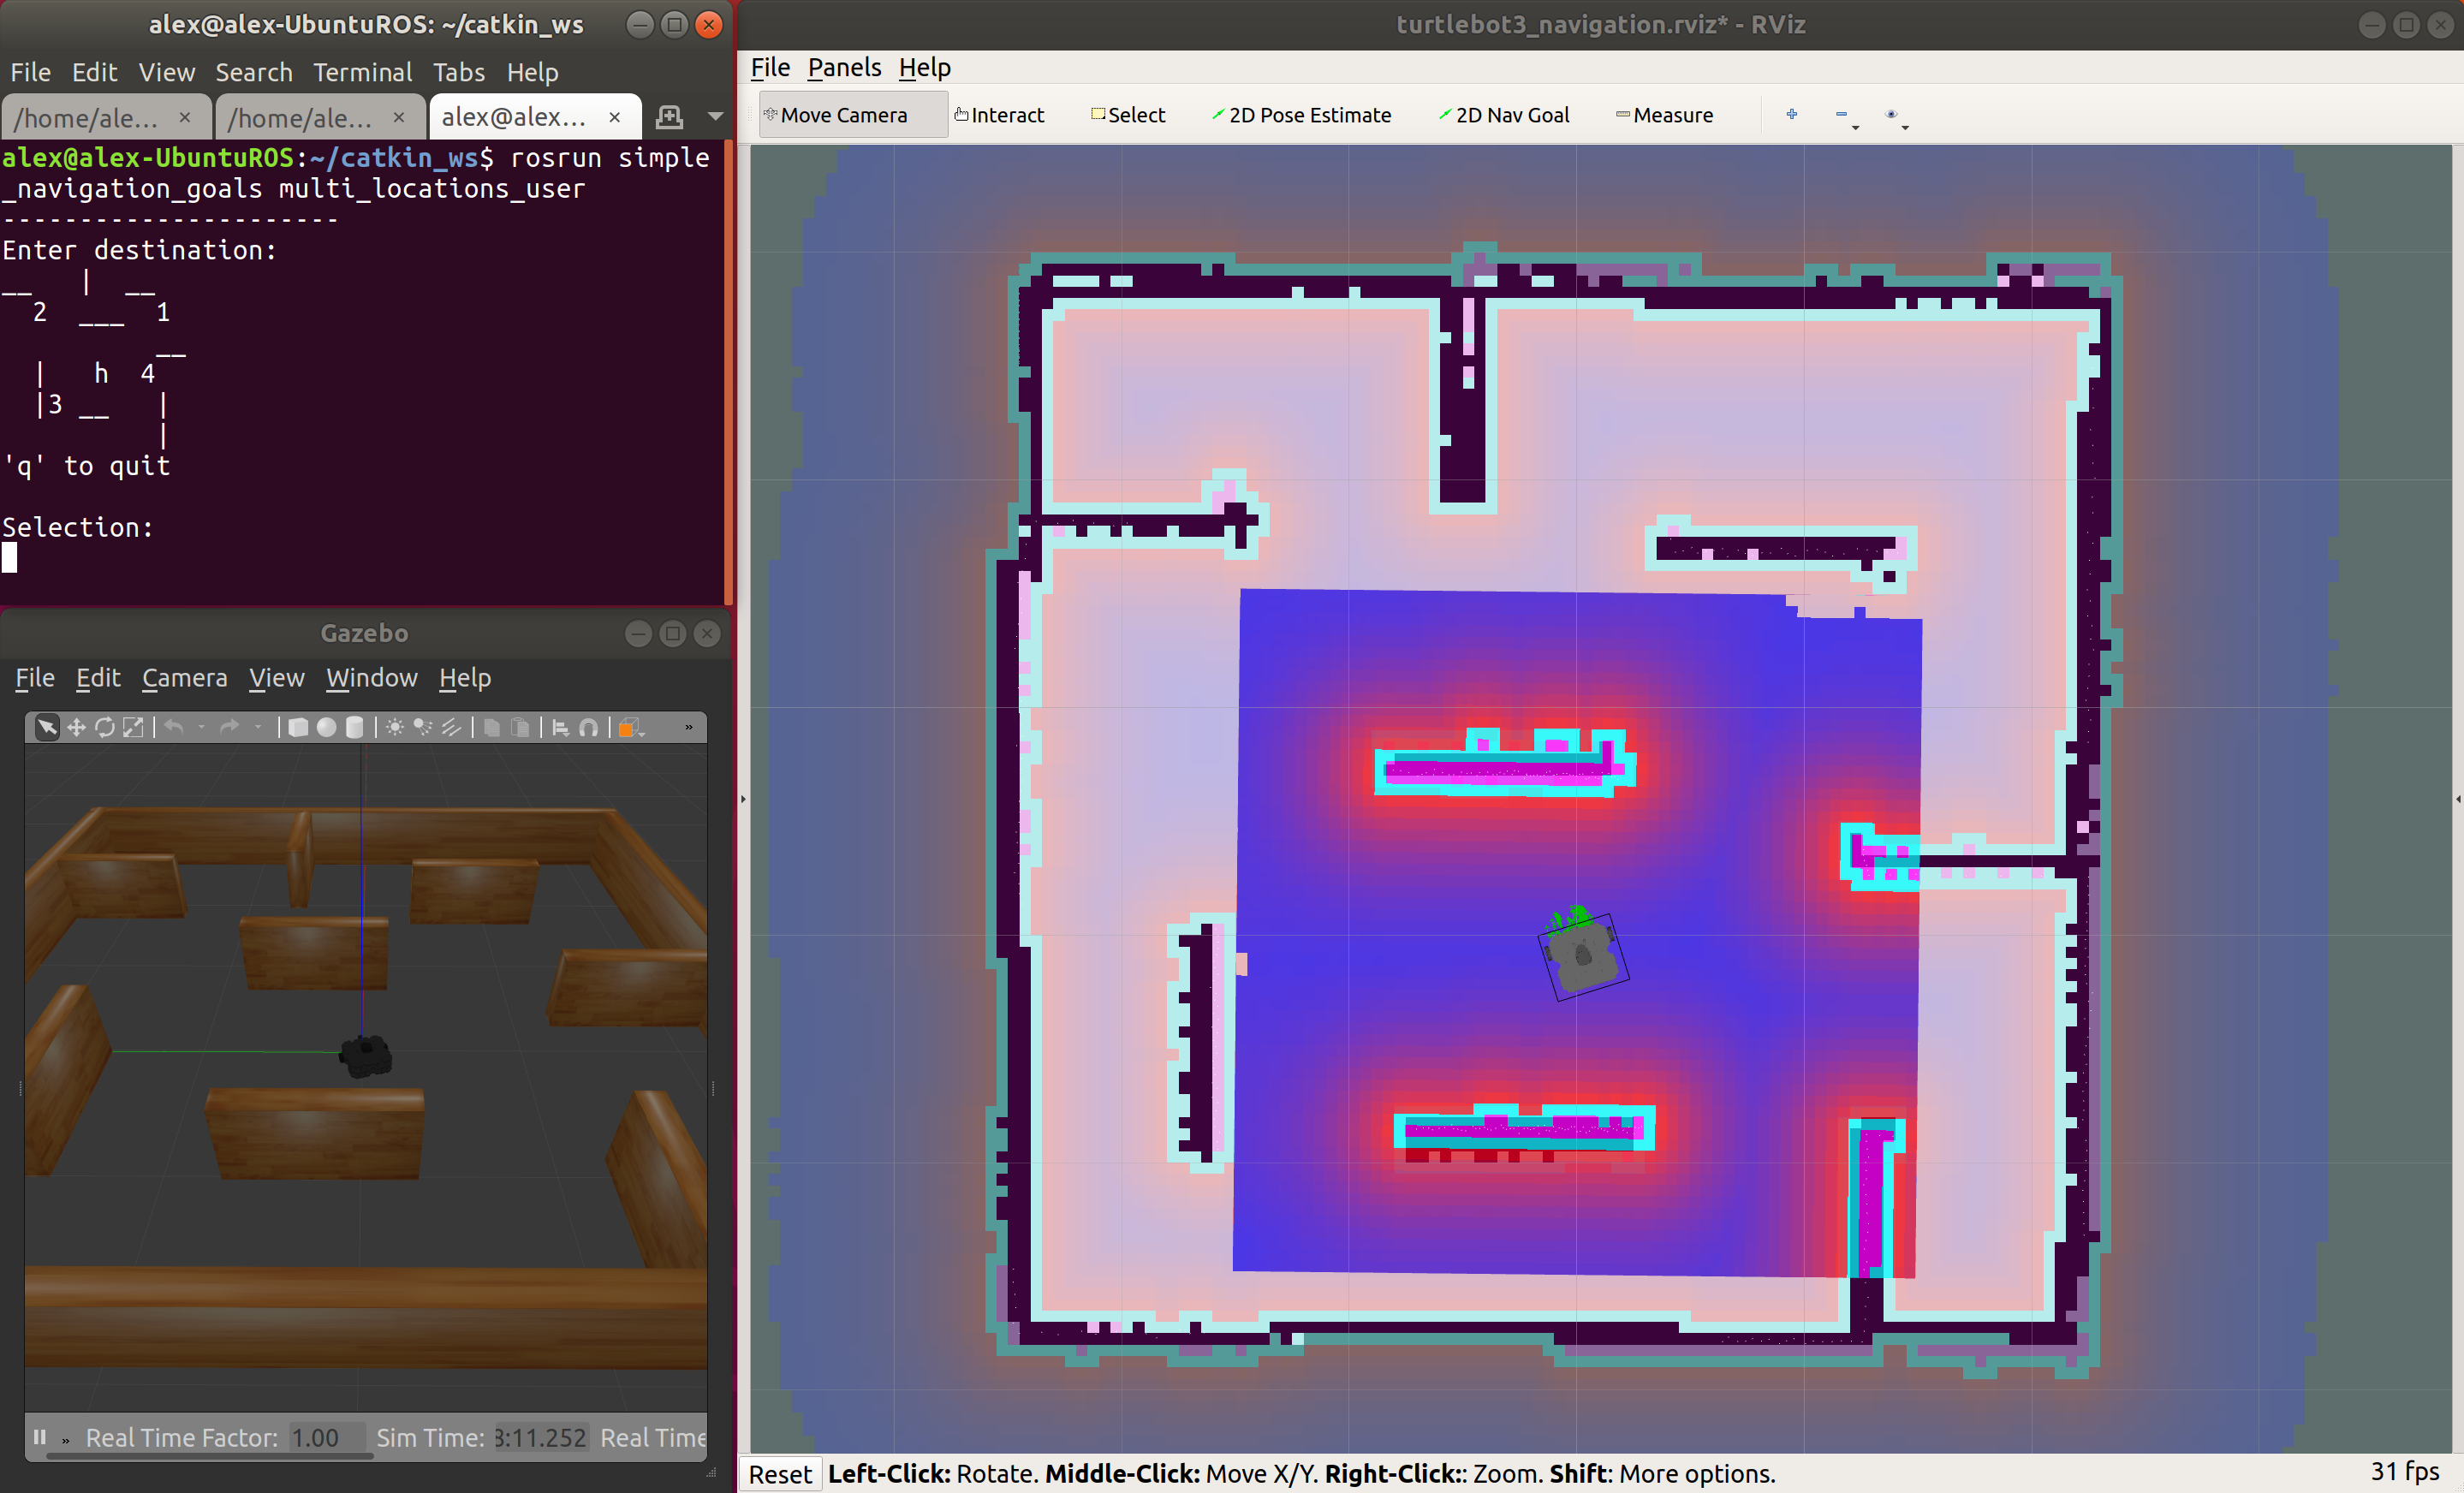 alex@alex-UbuntuROS: ~/catkin_ws
File Edit View Search Terminal Tabs Help
/home/ale... × /home/ale... × alex@alex... ×
alex@alex-UbuntuROS:~/catkin_ws$ rosrun simple
_navigation_goals multi_locations_user
----------------------
Enter destination:
__   |  __
  2  ___  1
          __
  |   h  4
  |3 __   |
          |
'q' to quit
Selection:
Gazebo
File Edit Camera View Window Help
Real Time Factor: 1.00 Sim Time: 8:11.252 Real Time
turtlebot3_navigation.rviz* - RViz
File Panels Help
Move Camera Interact Select 2D Pose Estimate 2D Nav Goal Measure
Reset Left-Click: Rotate. Middle-Click: Move X/Y. Right-Click:: Zoom. Shift: More options. 31 fps